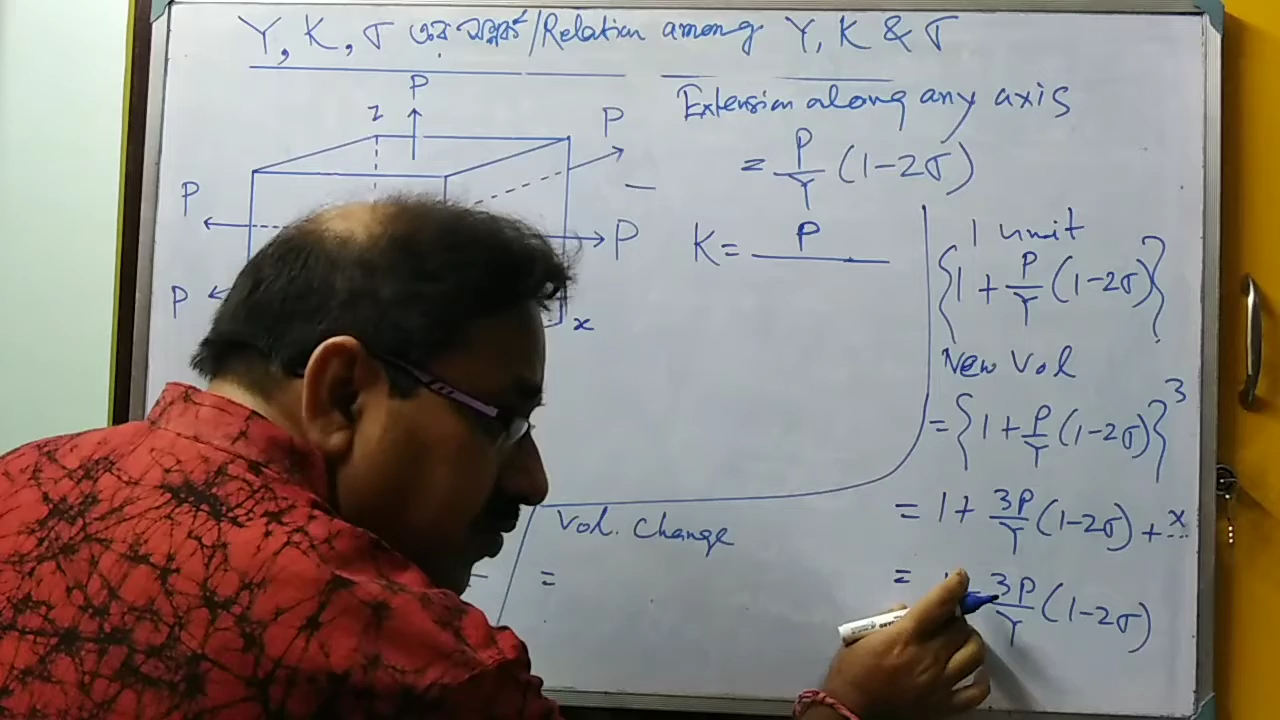 Y, K, σ এর সম্পর্ক/Relation among Y, K & σ
P
Z
P
P
P
P
x
Extension along any axis
= P/Y (1-2σ)
K = P
1 unit
{1 + P/Y (1-2σ)}
New Vol
= {1 + P/Y (1-2σ)}³
= 1 + 3P/Y (1-2σ) + x...
Vol. Change
=
= 3P/Y (1-2σ)